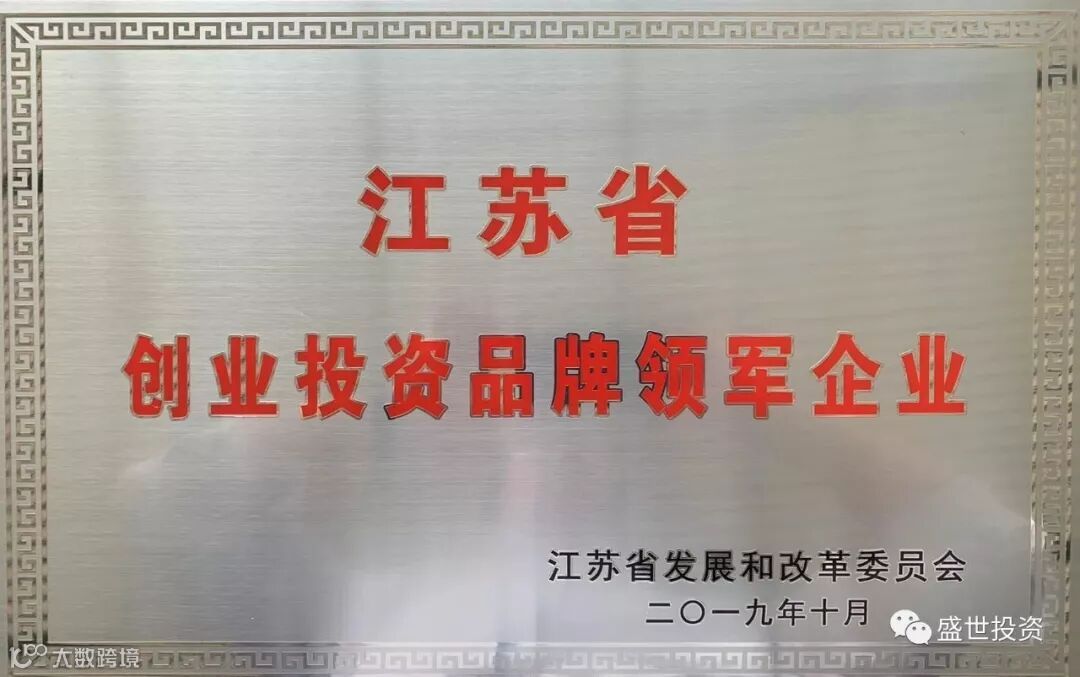 江苏省
创业投资品牌领军企业
江苏省发展和改革委员会
二〇一九年十月
盛世投资
大数跨境